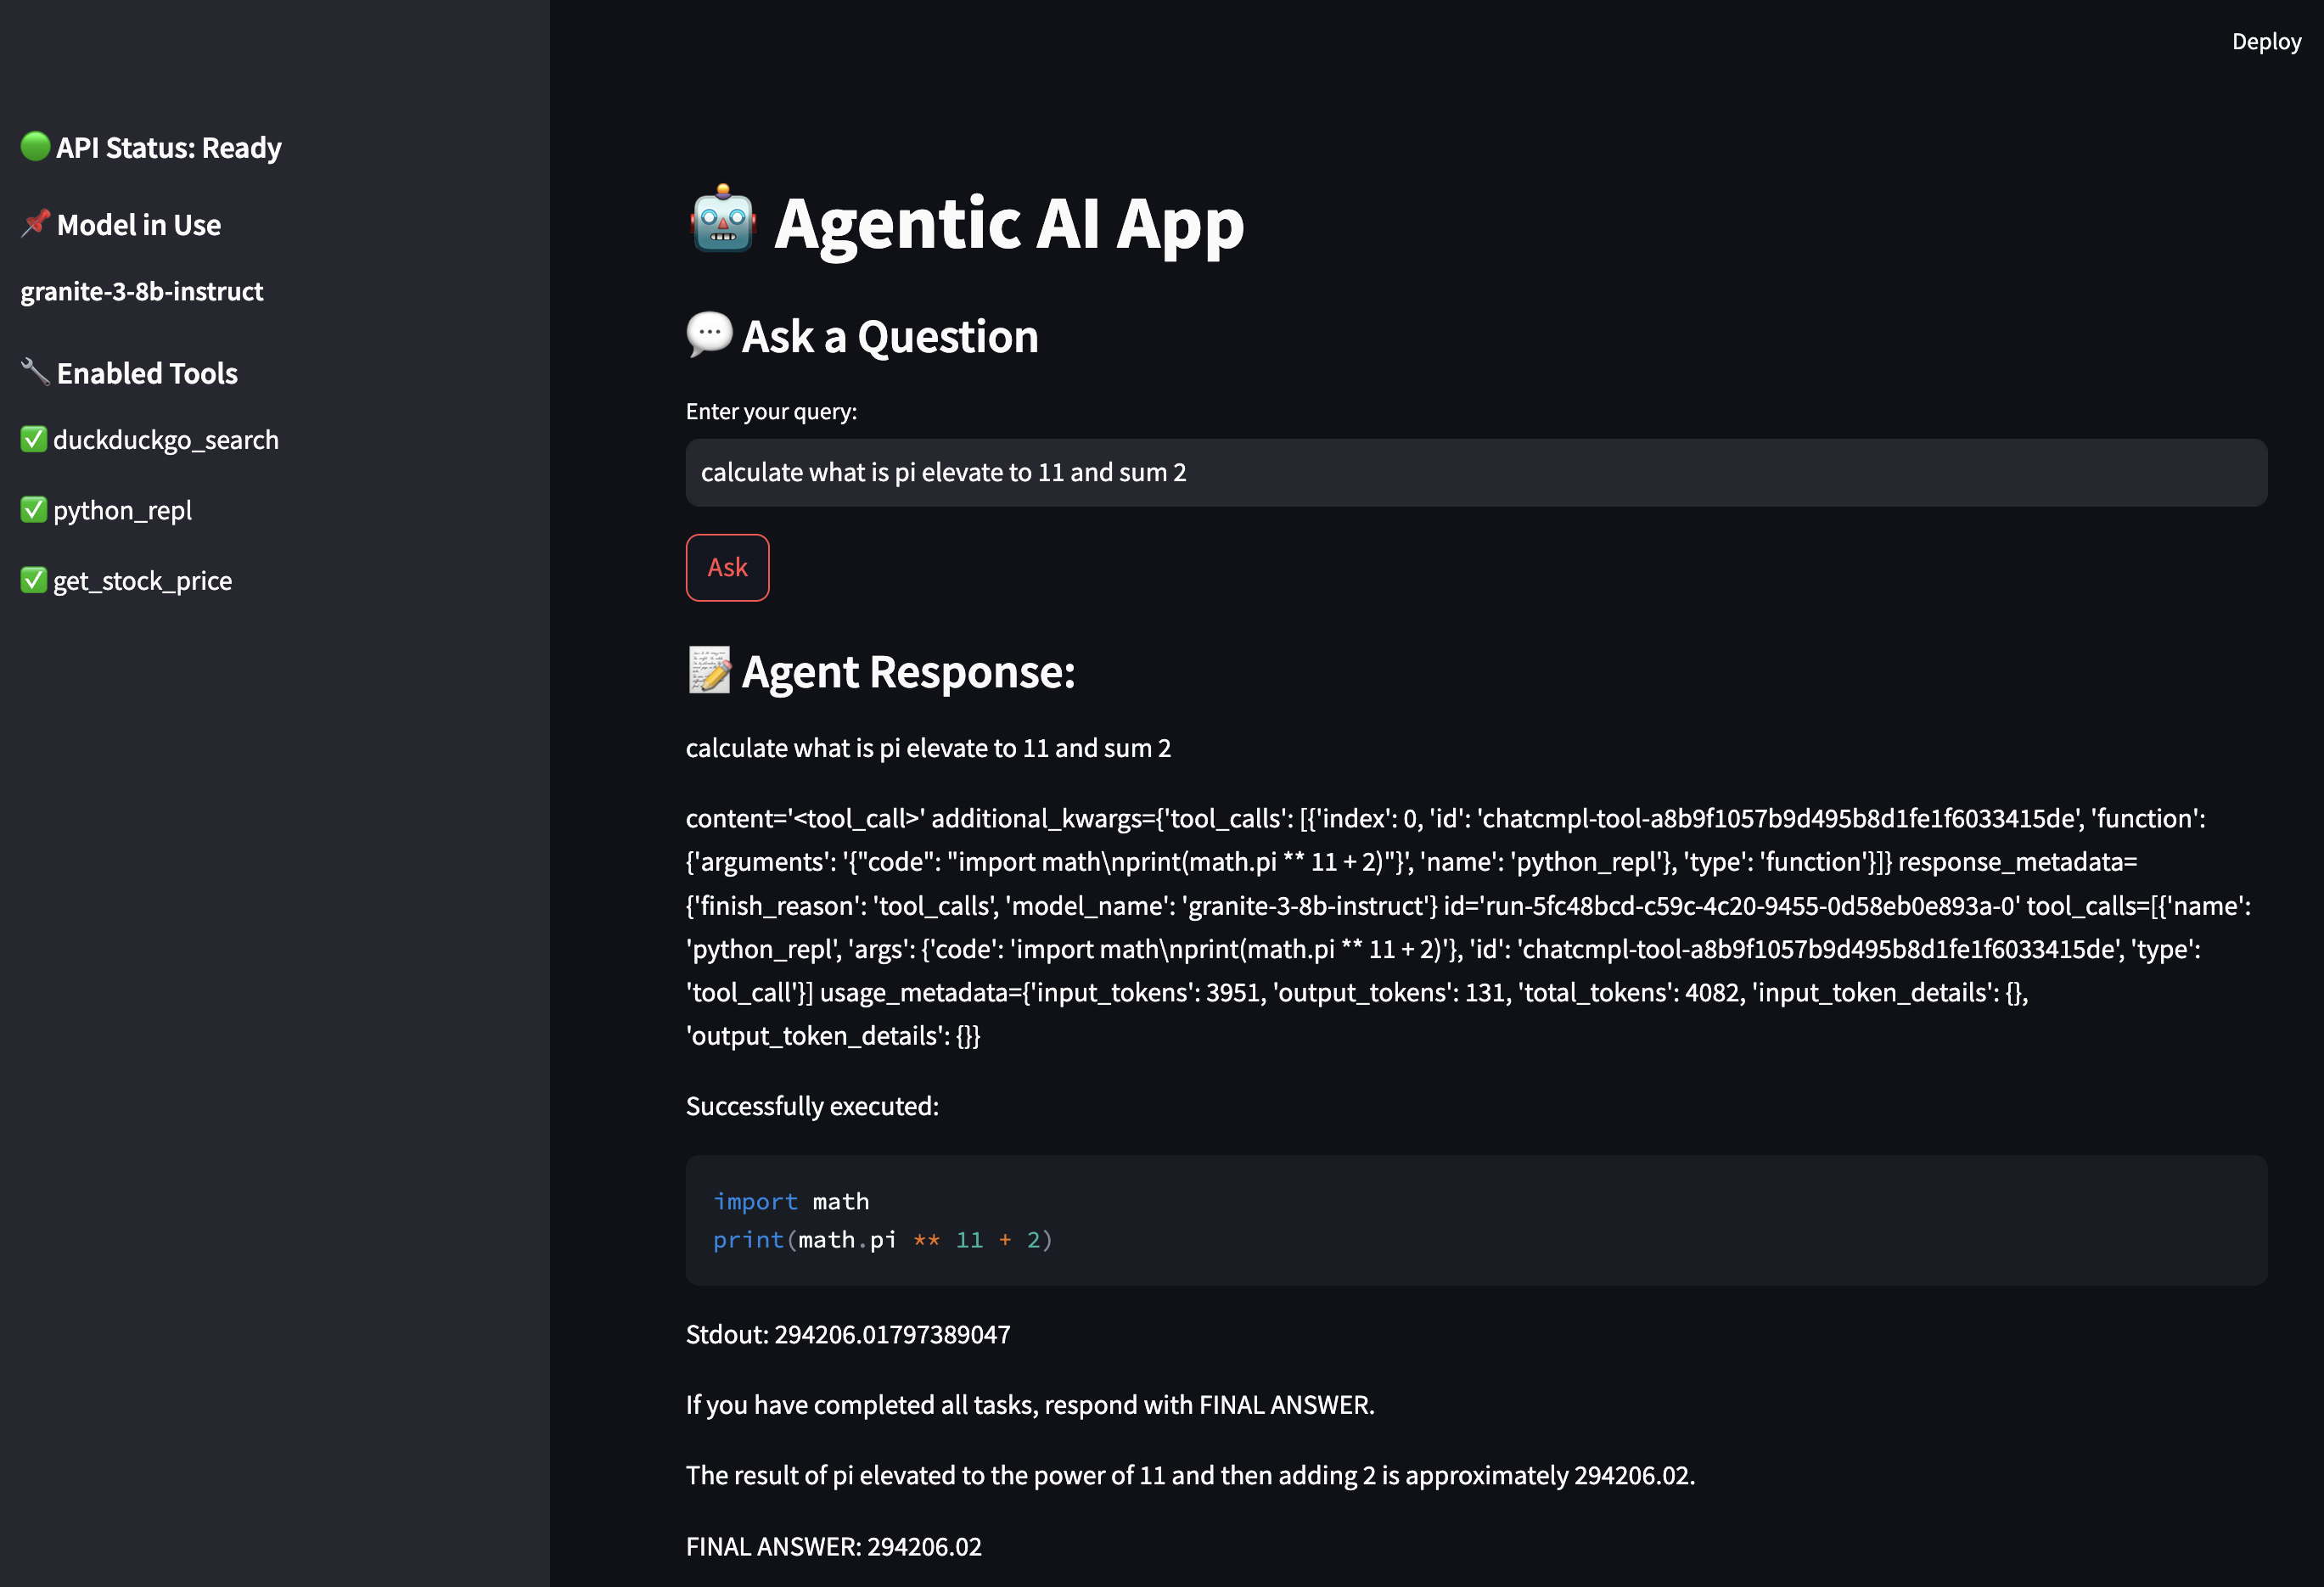 Deploy
API Status: Ready
Model in Use
granite-3-8b-instruct
Enabled Tools
duckduckgo_search
python_repl
get_stock_price
Agentic AI App
Ask a Question
Enter your query:
calculate what is pi elevate to 11 and sum 2
Ask
Agent Response:
calculate what is pi elevate to 11 and sum 2
content='<tool_call>' additional_kwargs={'tool_calls': [{'index': 0, 'id': 'chatcmpl-tool-a8b9f1057b9d495b8d1fe1f6033415de', 'function':
{'arguments': '{"code": "import math\nprint(math.pi ** 11 + 2)"}', 'name': 'python_repl'}, 'type': 'function'}]} response_metadata=
{'finish_reason': 'tool_calls', 'model_name': 'granite-3-8b-instruct'} id='run-5fc48bcd-c59c-4c20-9455-0d58eb0e893a-0' tool_calls=[{'name':
'python_repl', 'args': {'code': 'import math\nprint(math.pi ** 11 + 2)'}, 'id': 'chatcmpl-tool-a8b9f1057b9d495b8d1fe1f6033415de', 'type':
'tool_call'}] usage_metadata={'input_tokens': 3951, 'output_tokens': 131, 'total_tokens': 4082, 'input_token_details': {},
'output_token_details': {}}
Successfully executed:
import math
print(math.pi ** 11 + 2)
Stdout: 294206.01797389047
If you have completed all tasks, respond with FINAL ANSWER.
The result of pi elevated to the power of 11 and then adding 2 is approximately 294206.02.
FINAL ANSWER: 294206.02